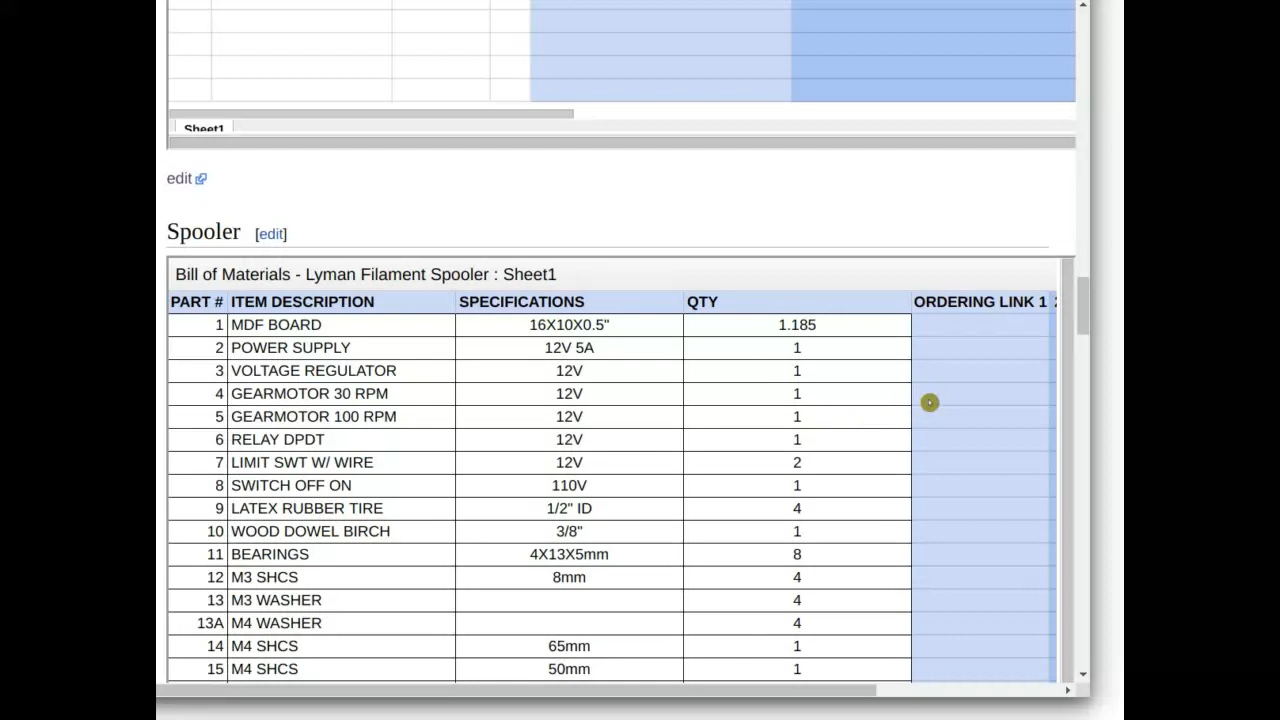 Sheet1
edit
Spooler [edit]
Bill of Materials - Lyman Filament Spooler : Sheet1
PART # ITEM DESCRIPTION SPECIFICATIONS QTY ORDERING LINK 1
1 MDF BOARD 16X10X0.5" 1.185
2 POWER SUPPLY 12V 5A 1
3 VOLTAGE REGULATOR 12V 1
4 GEARMOTOR 30 RPM 12V 1
5 GEARMOTOR 100 RPM 12V 1
6 RELAY DPDT 12V 1
7 LIMIT SWT W/ WIRE 12V 2
8 SWITCH OFF ON 110V 1
9 LATEX RUBBER TIRE 1/2" ID 4
10 WOOD DOWEL BIRCH 3/8" 1
11 BEARINGS 4X13X5mm 8
12 M3 SHCS 8mm 4
13 M3 WASHER 4
13A M4 WASHER 4
14 M4 SHCS 65mm 1
15 M4 SHCS 50mm 1